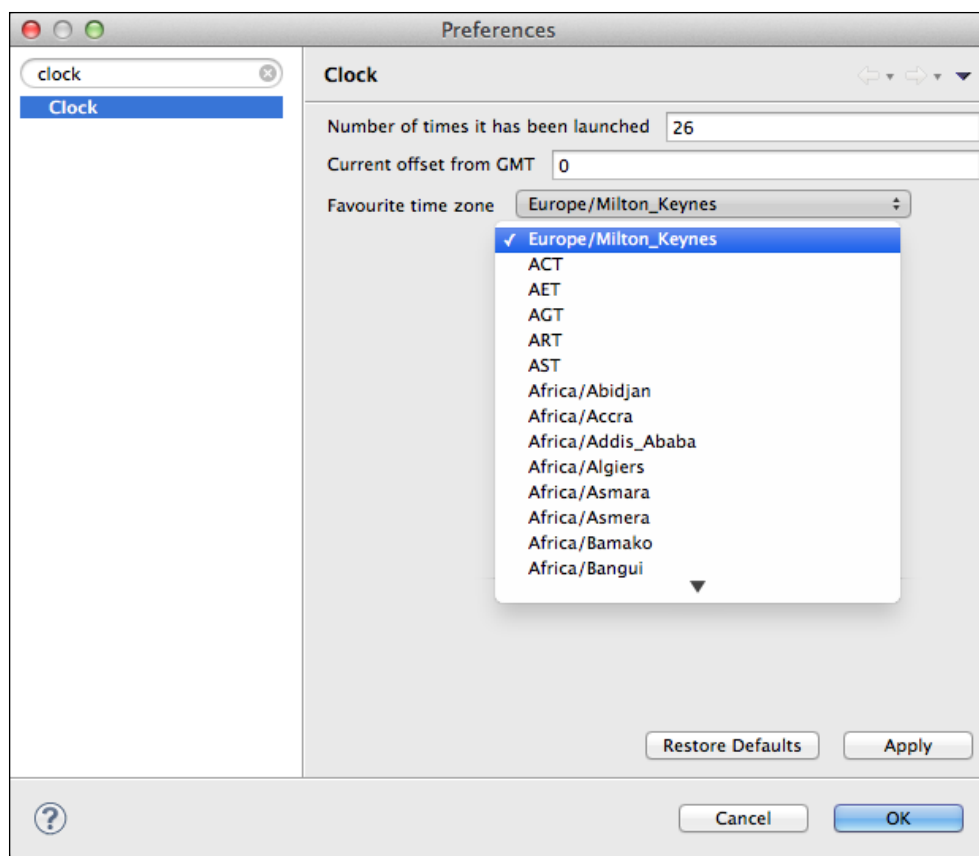 Preferences
clock
Clock
Clock
Number of times it has been launched 26
Current offset from GMT 0
Favourite time zone Europe/Milton_Keynes
✓ Europe/Milton_Keynes
ACT
AET
AGT
ART
AST
Africa/Abidjan
Africa/Accra
Africa/Addis_Ababa
Africa/Algiers
Africa/Asmara
Africa/Asmera
Africa/Bamako
Africa/Bangui
Restore Defaults Apply
? Cancel OK